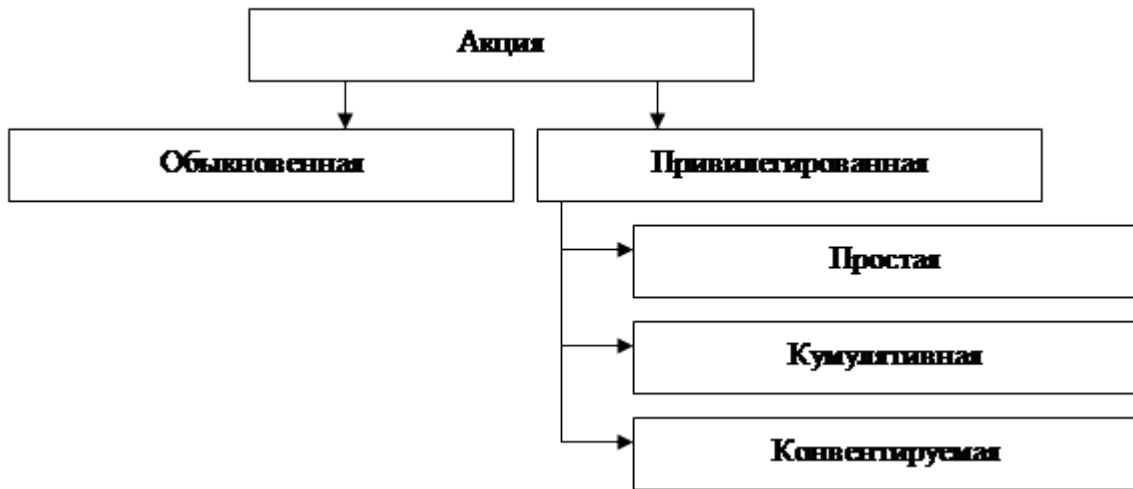 Акция
Обыкновенная
Привилегированная
Простая
Кумулятивная
Конвентируемая